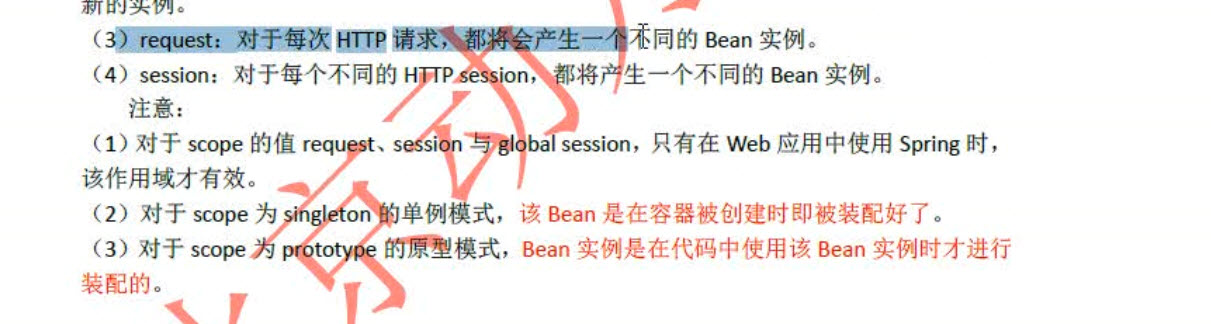 新的实例。
（3）request：对于每次 HTTP 请求，都将会产生一个不同的 Bean 实例。
（4）session：对于每个不同的 HTTP session，都将产生一个不同的 Bean 实例。
注意：
（1）对于 scope 的值 request、session 与 global session，只有在 Web 应用中使用 Spring 时，
该作用域才有效。
（2）对于 scope 为 singleton 的单例模式，该 Bean 是在容器被创建时即被装配好了。
（3）对于 scope 为 prototype 的原型模式，Bean 实例是在代码中使用该 Bean 实例时才进行
装配的。
京动